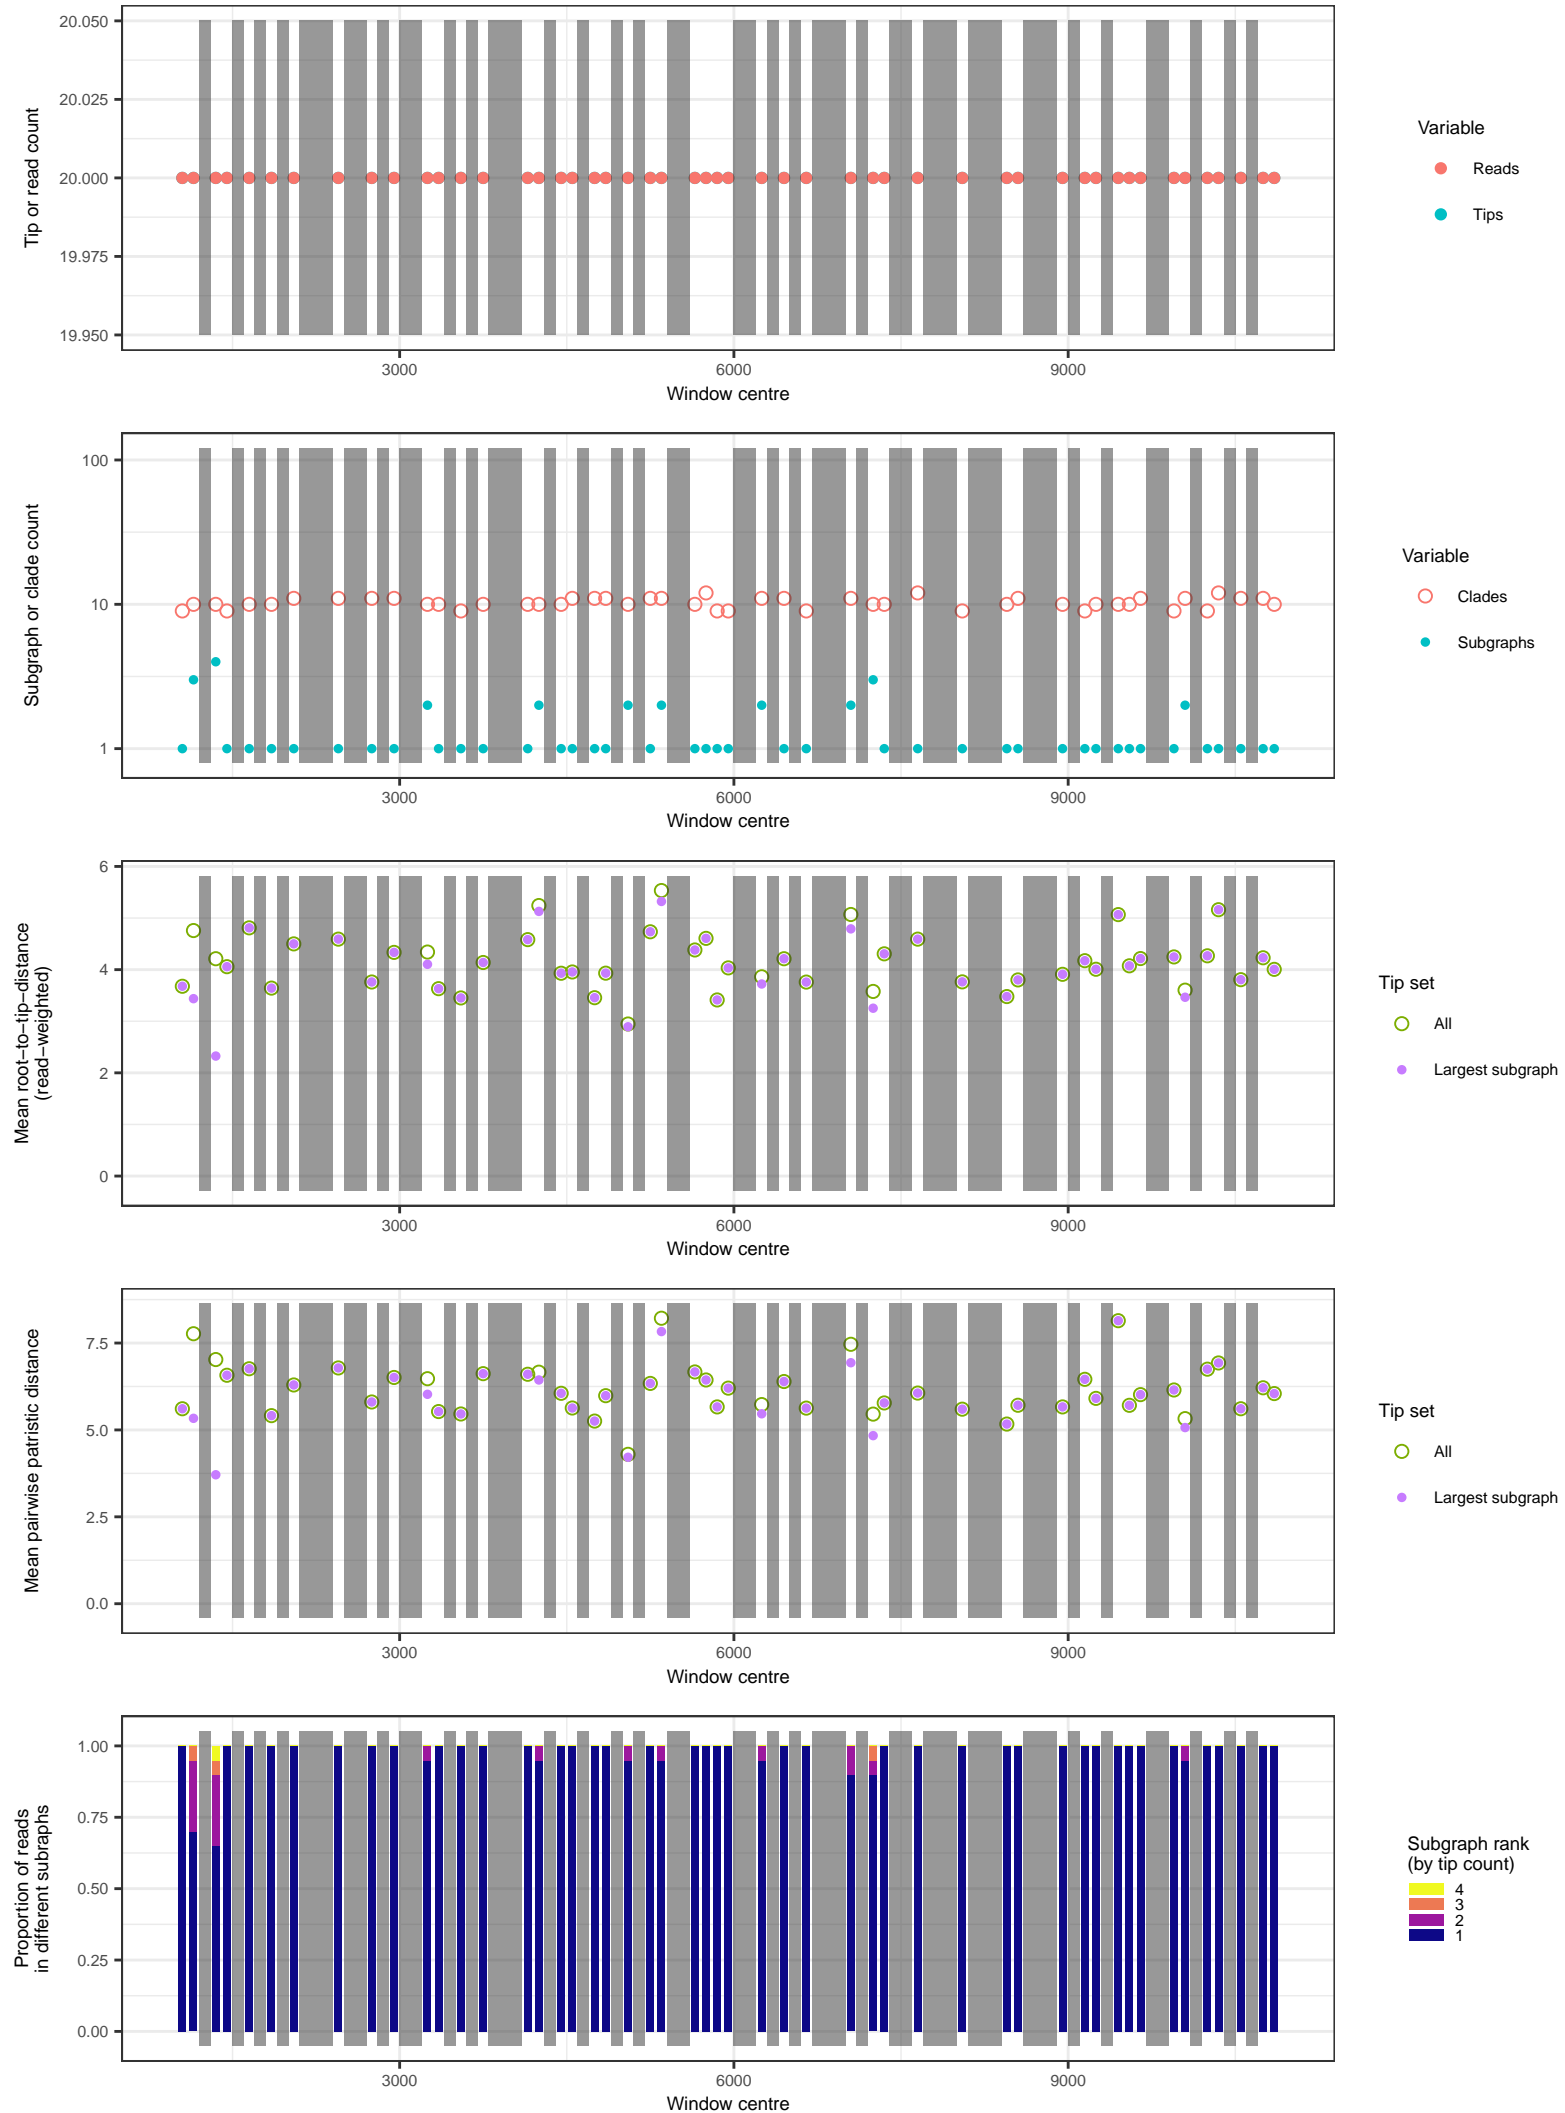 20.050
20.025
20.000
19.975
19.950
Tip or read count
3000
6000
9000
Window centre
Variable
Reads
Tips
100
10
1
Subgraph or clade count
3000
6000
9000
Window centre
Variable
Clades
Subgraphs
6
4
2
0
Mean root−to−tip−distance
(read−weighted)
3000
6000
9000
Window centre
Tip set
All
Largest subgraph
7.5
5.0
2.5
0.0
Mean pairwise patristic distance
3000
6000
9000
Window centre
Tip set
All
Largest subgraph
1.00
0.75
0.50
0.25
0.00
Proportion of reads
in different subraphs
3000
6000
9000
Window centre
Subgraph rank
(by tip count)
4
3
2
1